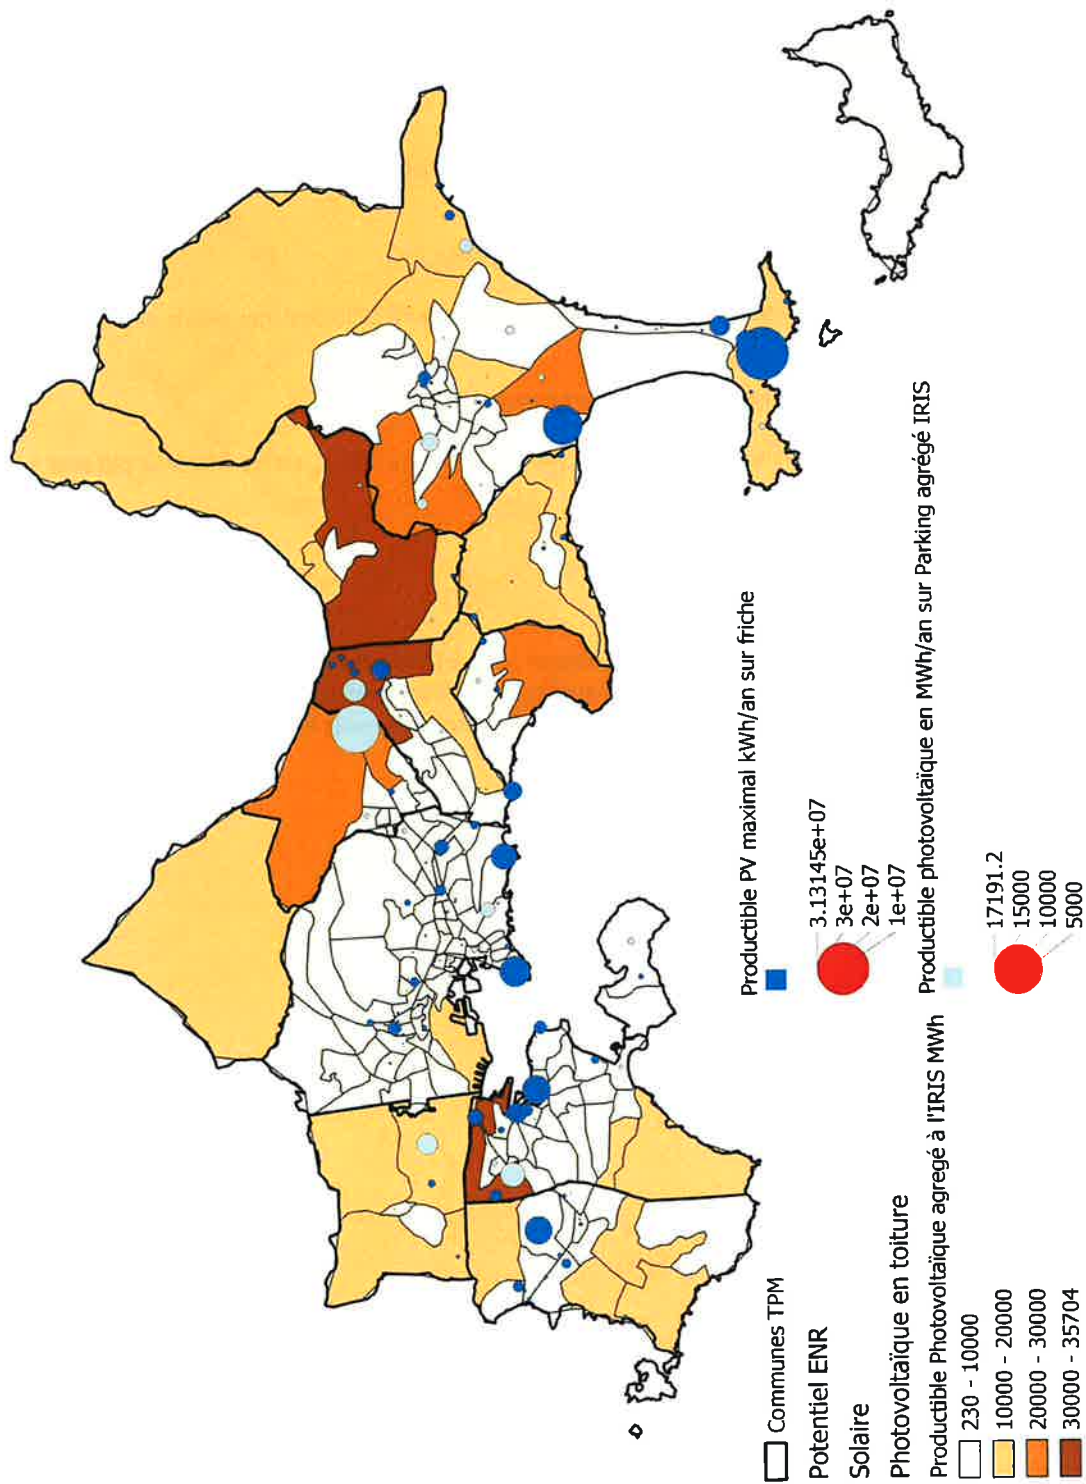 Communes TPM
Potentiel ENR
Solaire
Photovoltaïque en toiture
Productible Photovoltaïque agregé à l'IRIS MWh
230 - 10000
10000 - 20000
20000 - 30000
30000 - 35704
Productible PV maximal kWh/an sur friche
3.13145e+07
3e+07
2e+07
1e+07
Productible photovoltaïque en MWh/an sur Parking agrégé IRIS
17191.2
15000
10000
5000